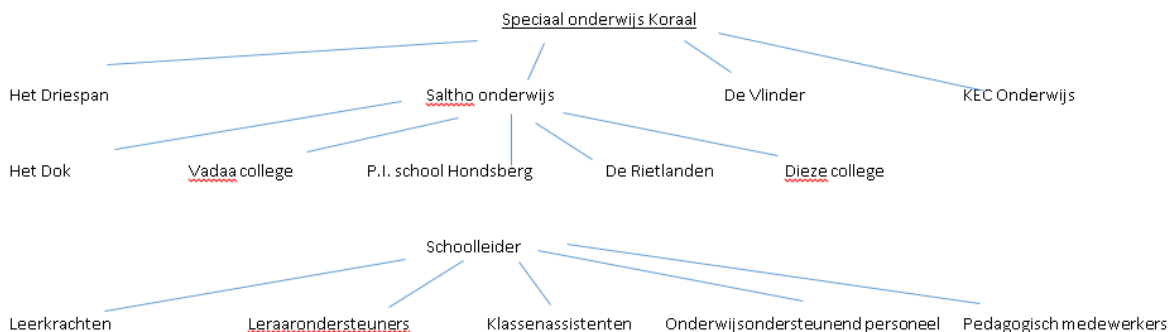 Speciaal onderwijs Koraal
Het Driespan Saltho onderwijs De Vlinder KEC Onderwijs
Het Dok Vadaa college P.I. school Hondsberg De Rietlanden Dieze college
Schoolleider
Leerkrachten Leraarondersteuners Klassenassistenten Onderwijsondersteunend personeel Pedagogisch medewerkers